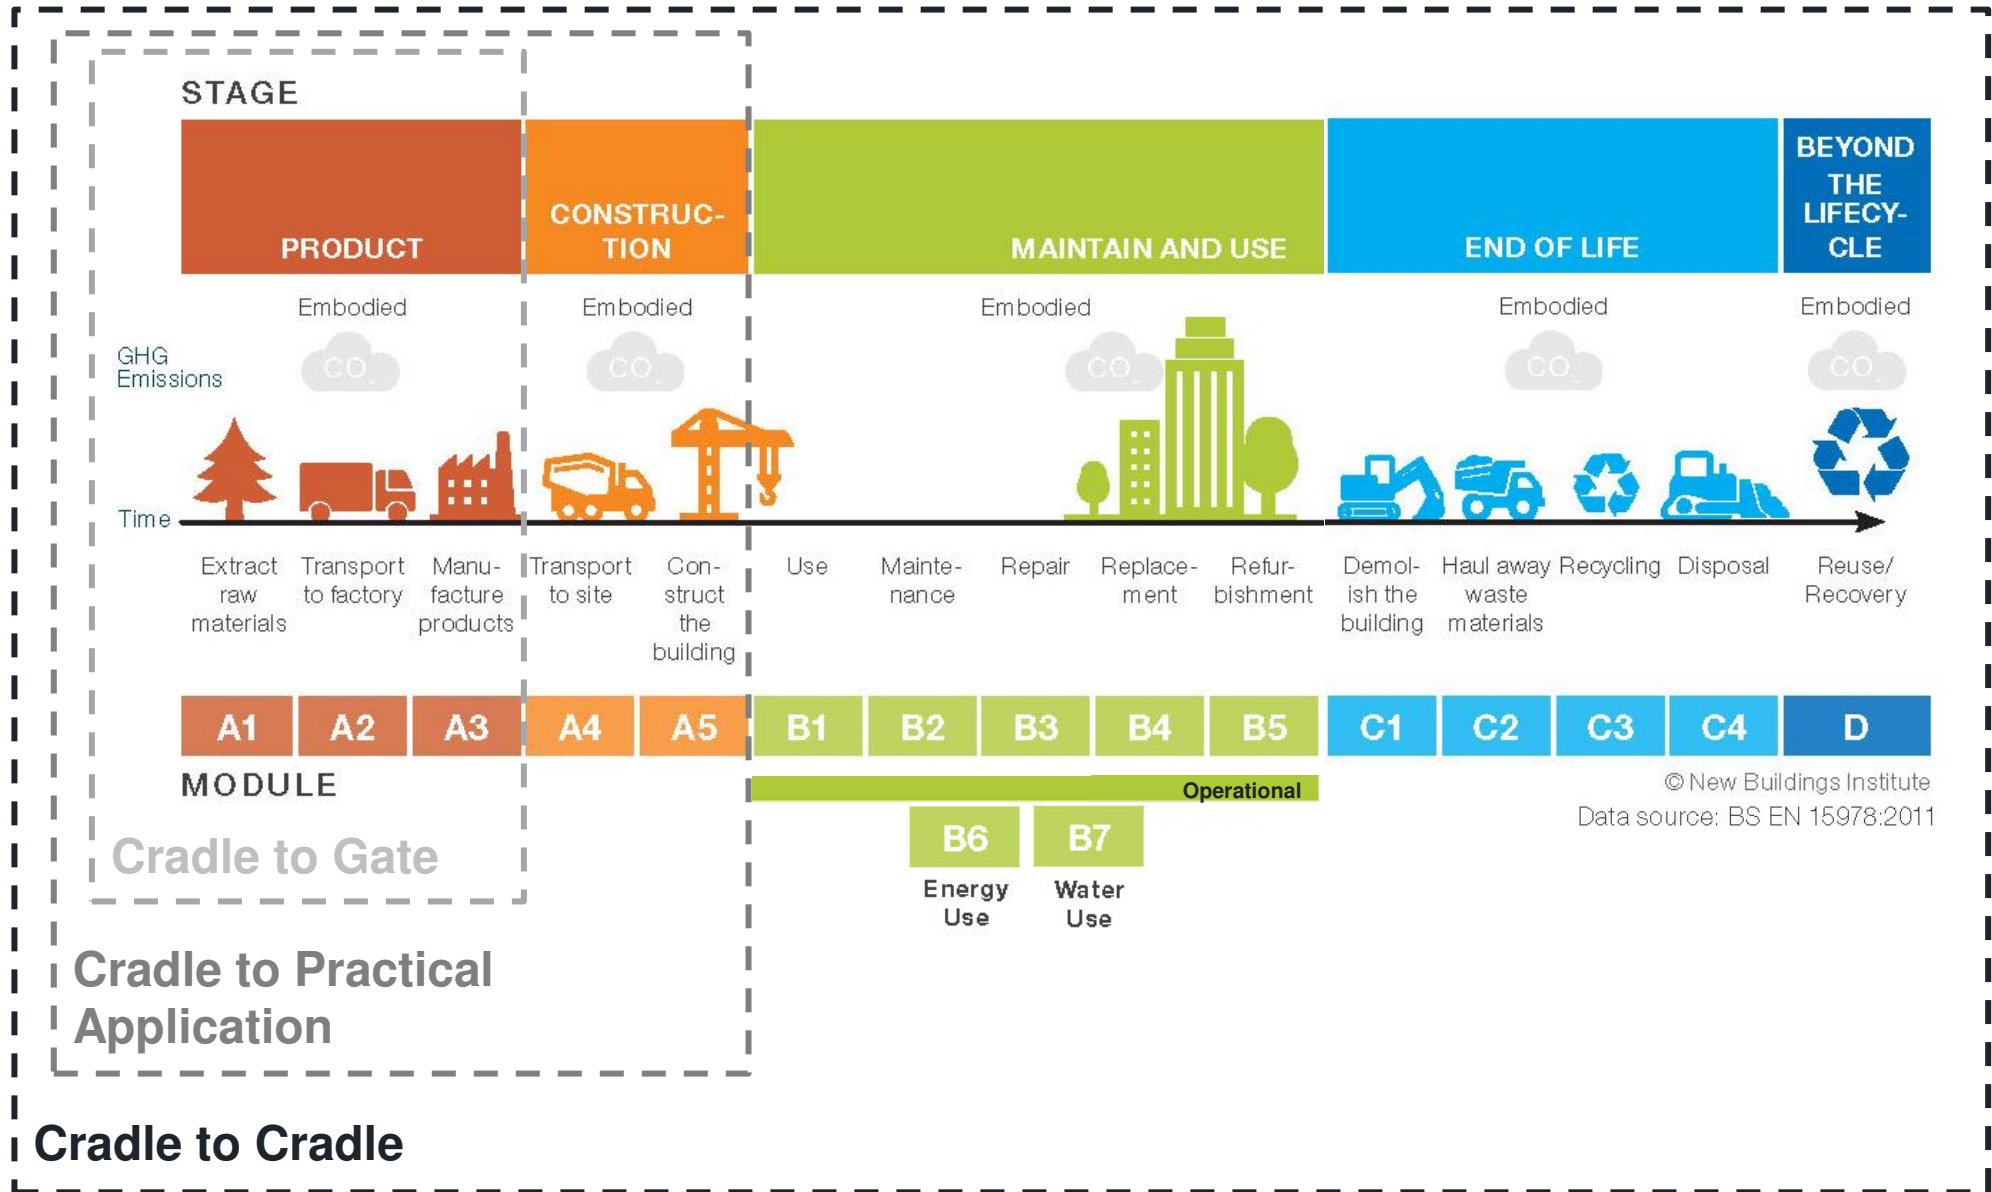 STAGE
PRODUCT
CONSTRUC-
TION
MAINTAIN AND USE
END OF LIFE
BEYOND
THE
LIFECY-
CLE
Embodied
Embodied
Embodied
Embodied
Embodied
GHG
Emissions
CO
CO
CO
CO
CO
Time
Extract
raw
materials
Transport
to factory
Manu-
facture
products
Transport
to site
Con-
struct
the
building
Use
Mainte-
nance
Repair
Replace-
ment
Refur-
bishment
Demol-
ish the
building
Haul away
waste
materials
Recycling
Disposal
Reuse/
Recovery
A1
A2
A3
A4
A5
B1
B2
B3
B4
B5
C1
C2
C3
C4
D
MODULE
Operational
© New Buildings Institute
Data source: BS EN 15978:2011
B6
B7
Energy
Use
Water
Use
Cradle to Gate
Cradle to Practical
Application
Cradle to Cradle